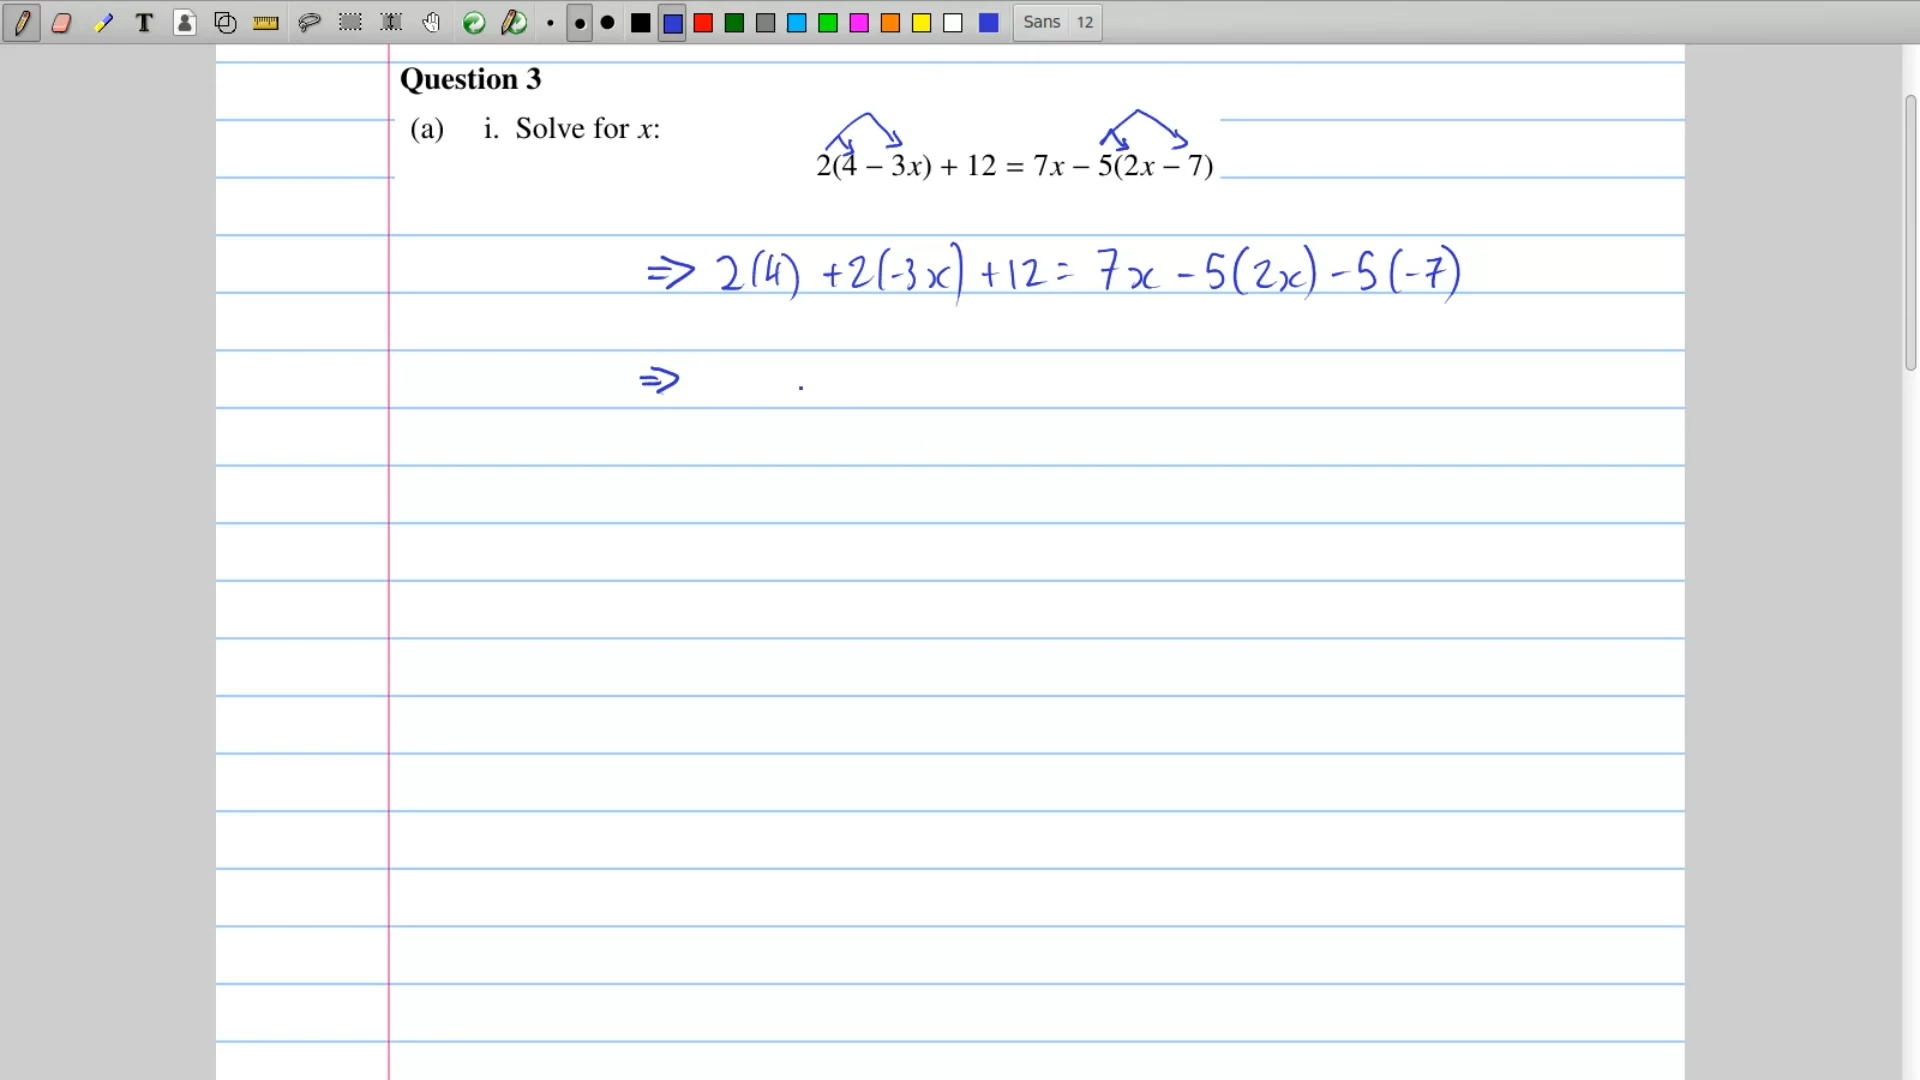 T Sans 12
Question 3
(a) i. Solve for x:
2(4 − 3x) + 12 = 7x − 5(2x − 7)
⇒ 2(4) +2(-3x) +12 = 7x -5(2x) -5(-7)
⇒ .